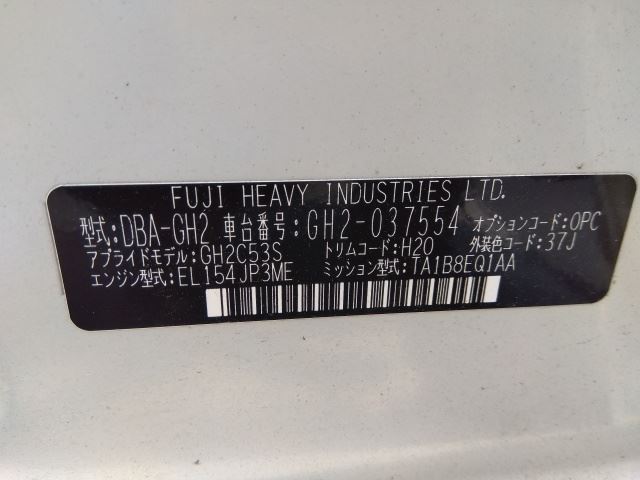 FUJI HEAVY INDUSTRIES LTD.
型式:DBA-GH2 車台番号:GH2-037554 オプションコード:OPC
アプライドモデル:GH2C53S トリムコード:H20 外装色コード:37J
エンジン型式:EL154JP3ME ミッション型式:TA1B8EQ1AA